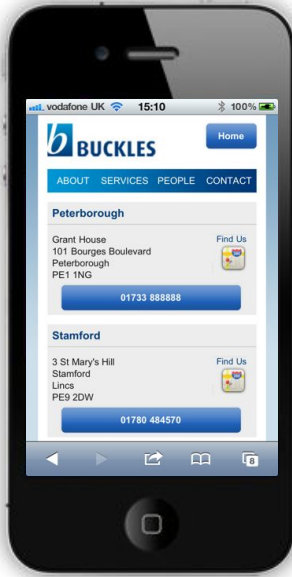 vodafone UK 15:10 100%
b BUCKLES
Home
ABOUT SERVICES PEOPLE CONTACT
Peterborough
Grant House
101 Bourges Boulevard
Peterborough
PE1 1NG
Find Us
01733 888888
Stamford
3 St Mary's Hill
Stamford
Lincs
PE9 2DW
Find Us
01780 484570
8